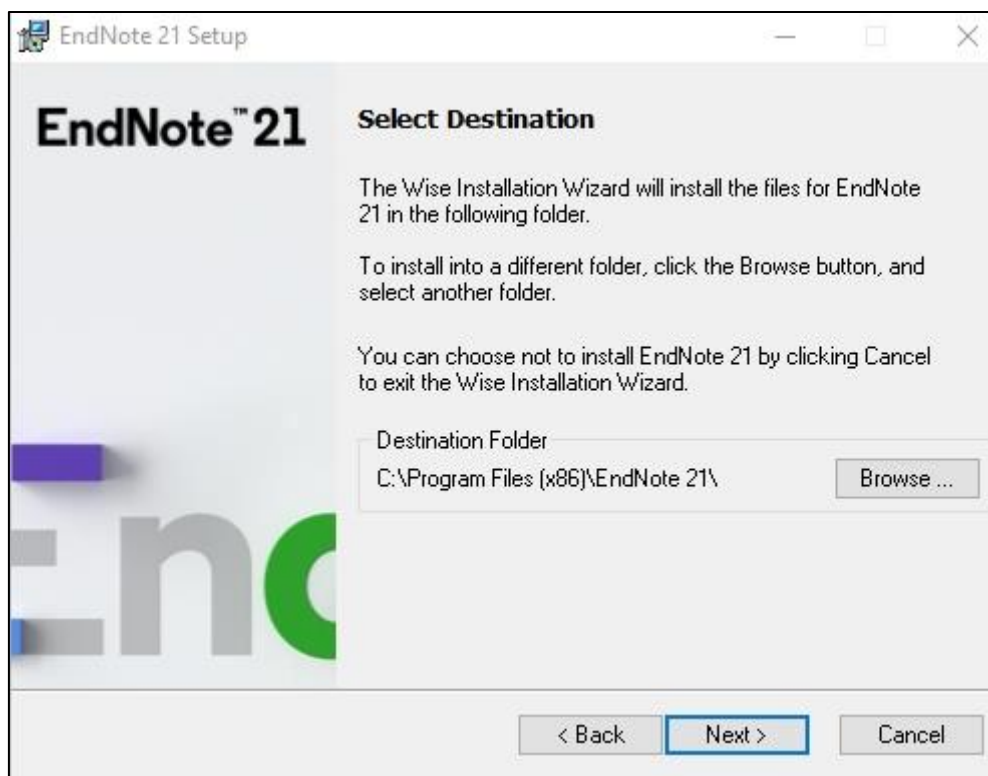 EndNote 21 Setup
EndNote™21
Select Destination
The Wise Installation Wizard will install the files for EndNote
21 in the following folder.
To install into a different folder, click the Browse button, and
select another folder.
You can choose not to install EndNote 21 by clicking Cancel
to exit the Wise Installation Wizard.
Destination Folder
C:\Program Files (x86)\EndNote 21\
Browse ...
< Back
Next >
Cancel